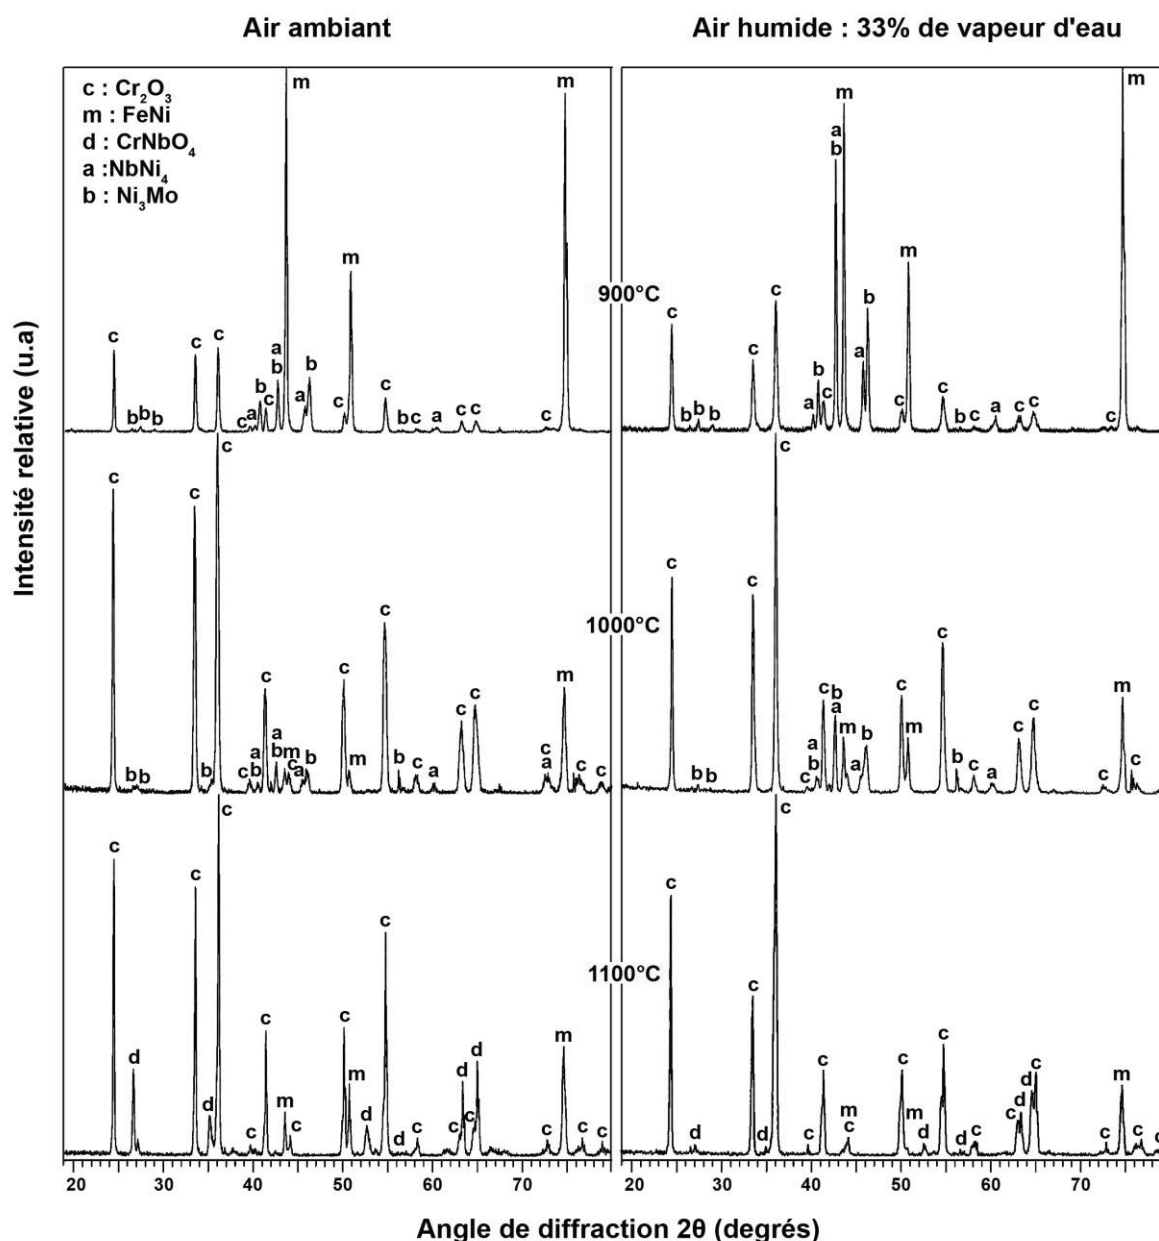 Air ambiant
Air humide : 33% de vapeur d'eau
c : Cr₂O₃
m : FeNi
d : CrNbO₄
a :NbNi₄
b : Ni₃Mo
c b b b c c c a b c a b m a b c m c b c a c c c m
900°C
c b b b c c a b c a b m a b c m c b c a c c c m
c b b c b c c a b c a b m c a b c m c b c a c c c a m c c
1000°C
c b b c c c a b c b a m a b c m c b c a c c c m c
c d c d c c c m c c m d c d c c d c d c m c c
1100°C
c d c d c c c m c c m d c d c c d d c c m c c
20 30 40 50 60 70
20 30 40 50 60 70
Intensité relative (u.a)
Angle de diffraction 2θ (degrés)